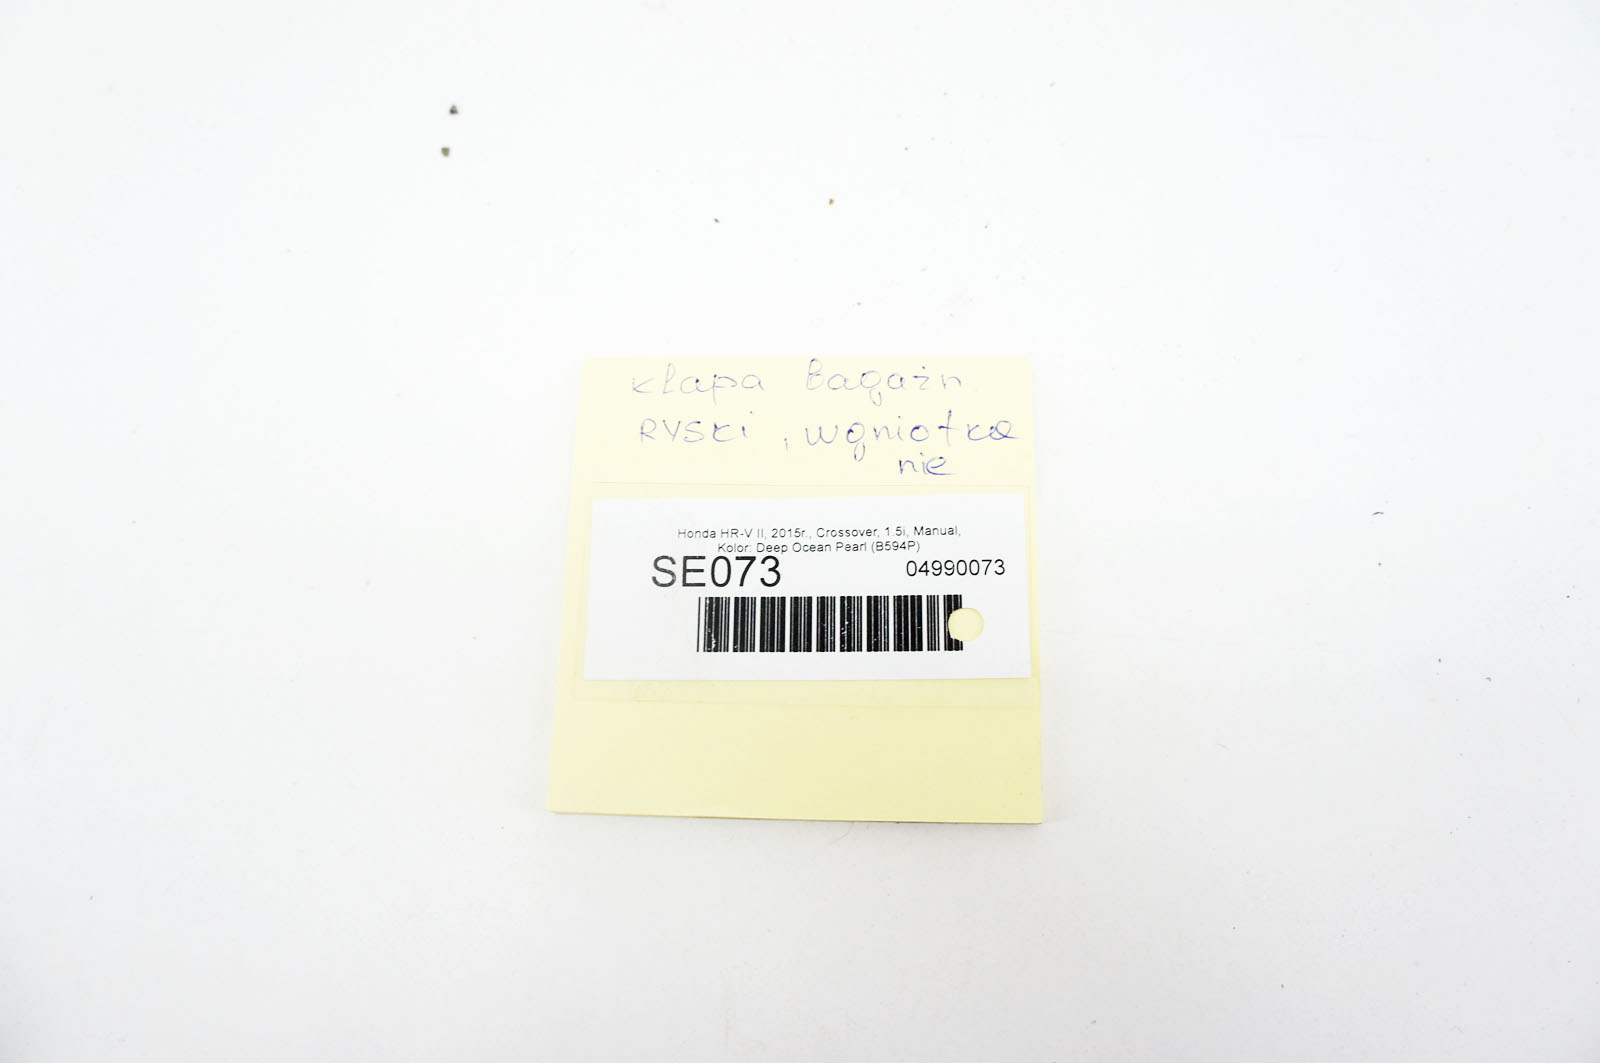 klapa bagażn.
RYSKi, wgniotka
nie
Honda HR-V II, 2015r., Crossover, 1.5i, Manual,
Kolor: Deep Ocean Pearl (B594P)
SE073 04990073